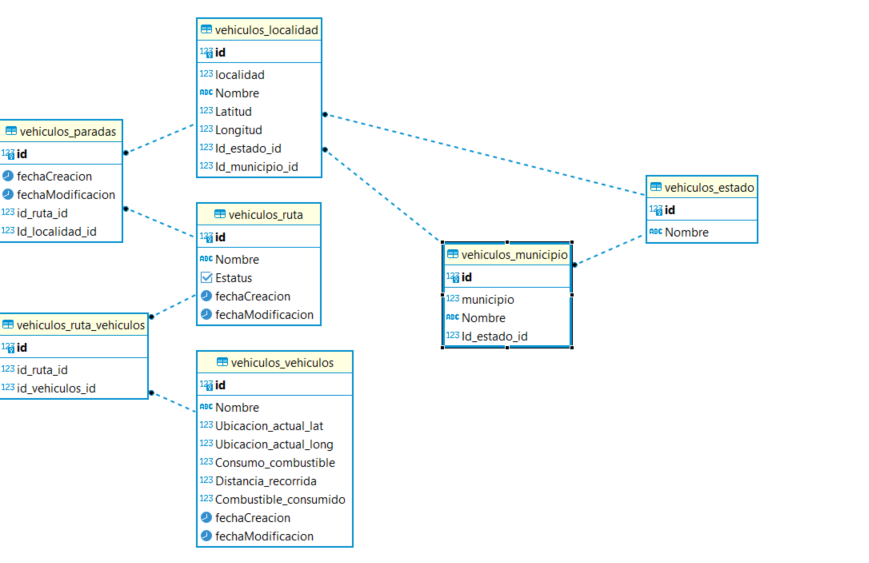 vehiculos_localidad
123 id
123 localidad
ABC Nombre
123 Latitud
123 Longitud
123 Id_estado_id
123 Id_municipio_id
vehiculos_paradas
123 id
fechaCreacion
fechaModificacion
123 id_ruta_id
123 Id_localidad_id
vehiculos_ruta
123 id
ABC Nombre
Estatus
fechaCreacion
fechaModificacion
vehiculos_estado
123 id
ABC Nombre
vehiculos_municipio
123 id
123 municipio
ABC Nombre
123 Id_estado_id
vehiculos_ruta_vehiculos
123 id
123 id_ruta_id
123 id_vehiculos_id
vehiculos_vehiculos
123 id
ABC Nombre
123 Ubicacion_actual_lat
123 Ubicacion_actual_long
123 Consumo_combustible
123 Distancia_recorrida
123 Combustible_consumido
fechaCreacion
fechaModificacion